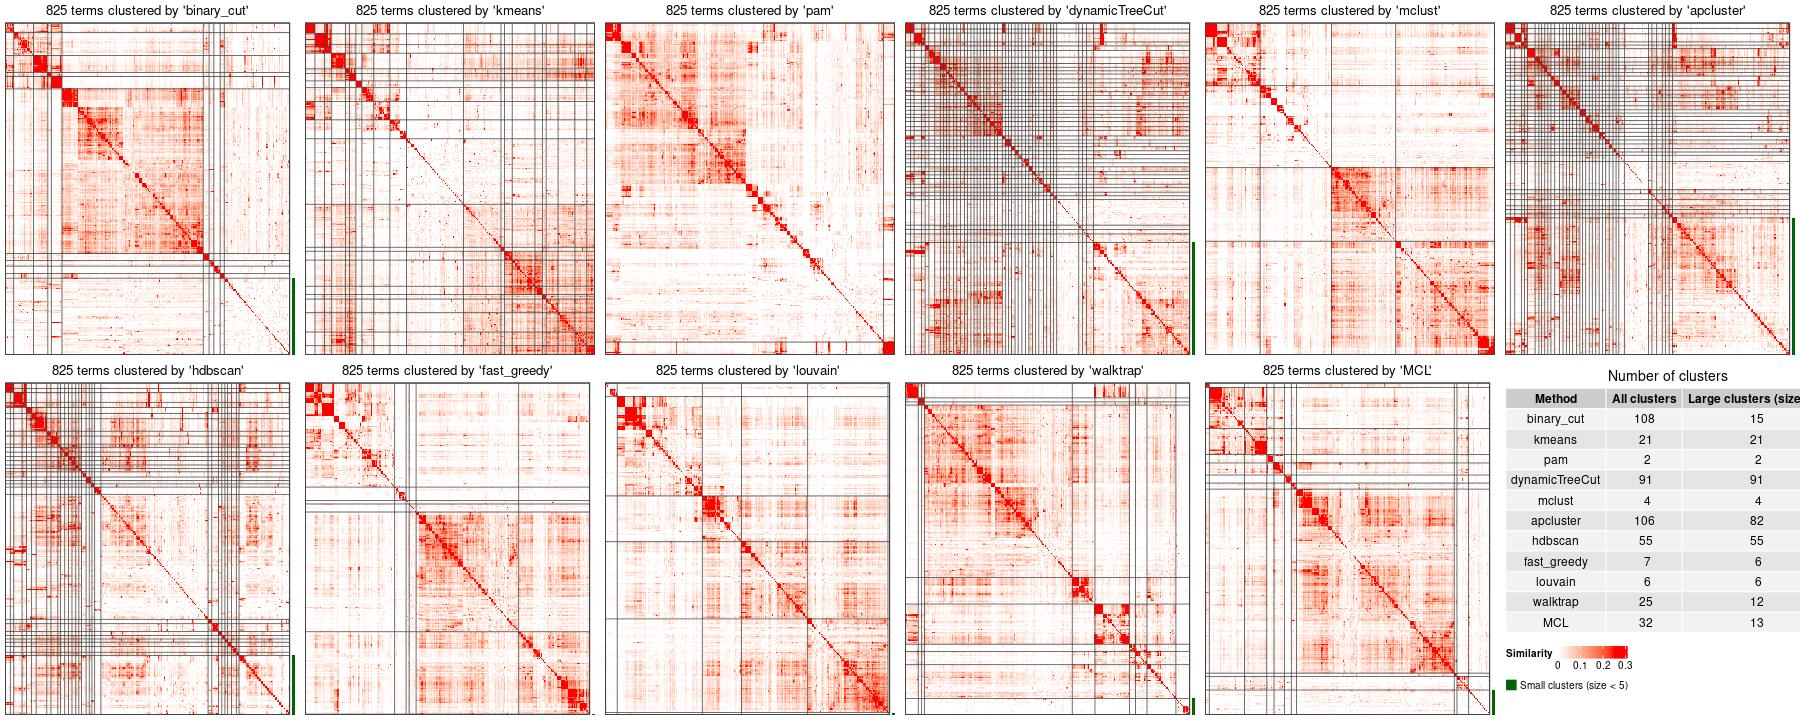 825 terms clustered by 'binary_cut'
825 terms clustered by 'kmeans'
825 terms clustered by 'pam'
825 terms clustered by 'dynamicTreeCut'
825 terms clustered by 'mclust'
825 terms clustered by 'apcluster'
825 terms clustered by 'hdbscan'
825 terms clustered by 'fast_greedy'
825 terms clustered by 'louvain'
825 terms clustered by 'walktrap'
825 terms clustered by 'MCL'
Number of clusters
Method All clusters Large clusters (size
binary_cut 108 15
kmeans 21 21
pam 2 2
dynamicTreeCut 91 91
mclust 4 4
apcluster 106 82
hdbscan 55 55
fast_greedy 7 6
louvain 6 6
walktrap 25 12
MCL 32 13
Similarity
0 0.1 0.2 0.3
Small clusters (size < 5)